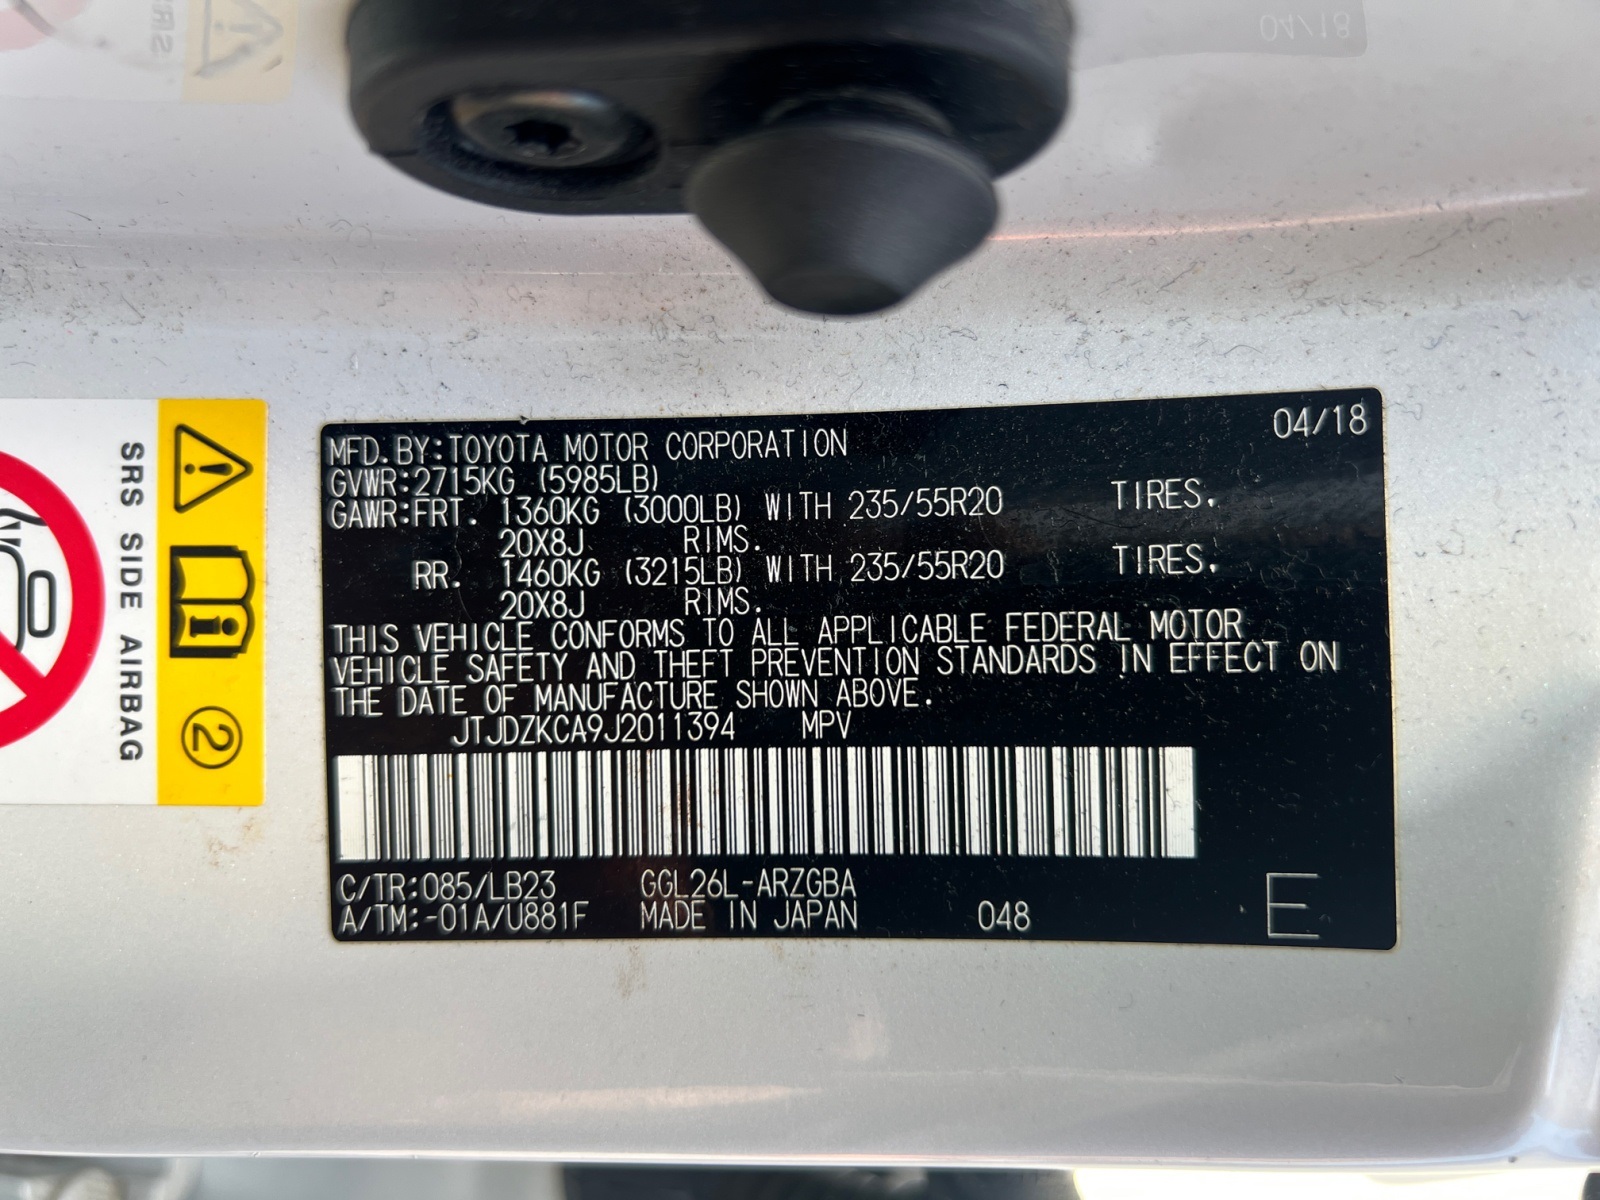 04/18
MFD.BY:TOYOTA MOTOR CORPORATION
GVWR:2715KG (5985LB)
GAWR:FRT. 1360KG (3000LB) WITH 235/55R20 TIRES.
20X8J RIMS.
RR. 1460KG (3215LB) WITH 235/55R20 TIRES.
20X8J RIMS.
THIS VEHICLE CONFORMS TO ALL APPLICABLE FEDERAL MOTOR
VEHICLE SAFETY AND THEFT PREVENTION STANDARDS IN EFFECT ON
THE DATE OF MANUFACTURE SHOWN ABOVE.
JTJDZKCA9J2011394 MPV
C/TR:085/LB23 GGL26L-ARZGBA
A/TM:-01A/U881F MADE IN JAPAN 048 E
SRS SIDE AIRBAG
2